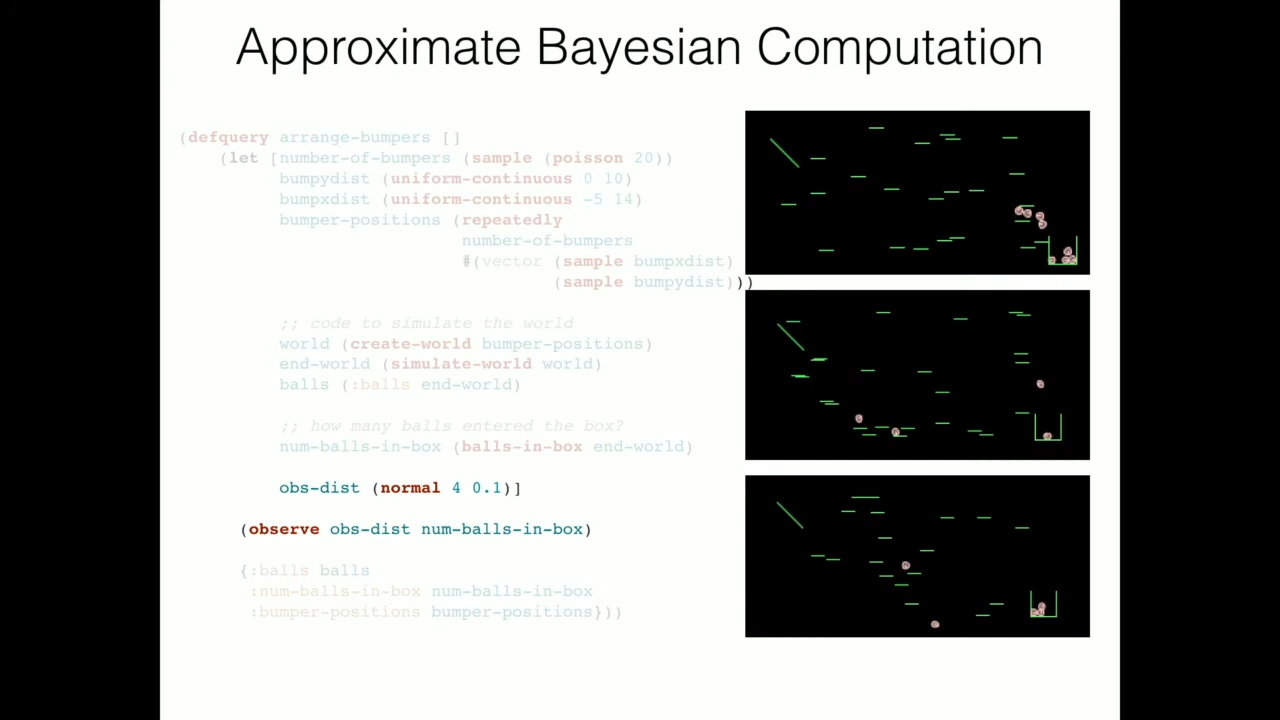 Approximate Bayesian Computation
(defquery arrange-bumpers []
(let [number-of-bumpers (sample (poisson 20))
bumpydist (uniform-continuous 0 10)
bumpxdist (uniform-continuous -5 14)
bumper-positions (repeatedly
number-of-bumpers
#(vector (sample bumpxdist)
(sample bumpydist)))
;; code to simulate the world
world (create-world bumper-positions)
end-world (simulate-world world)
balls (:balls end-world)
;; how many balls entered the box?
num-balls-in-box (balls-in-box end-world)
obs-dist (normal 4 0.1)]
(observe obs-dist num-balls-in-box)
{:balls balls
:num-balls-in-box num-balls-in-box
:bumper-positions bumper-positions}))